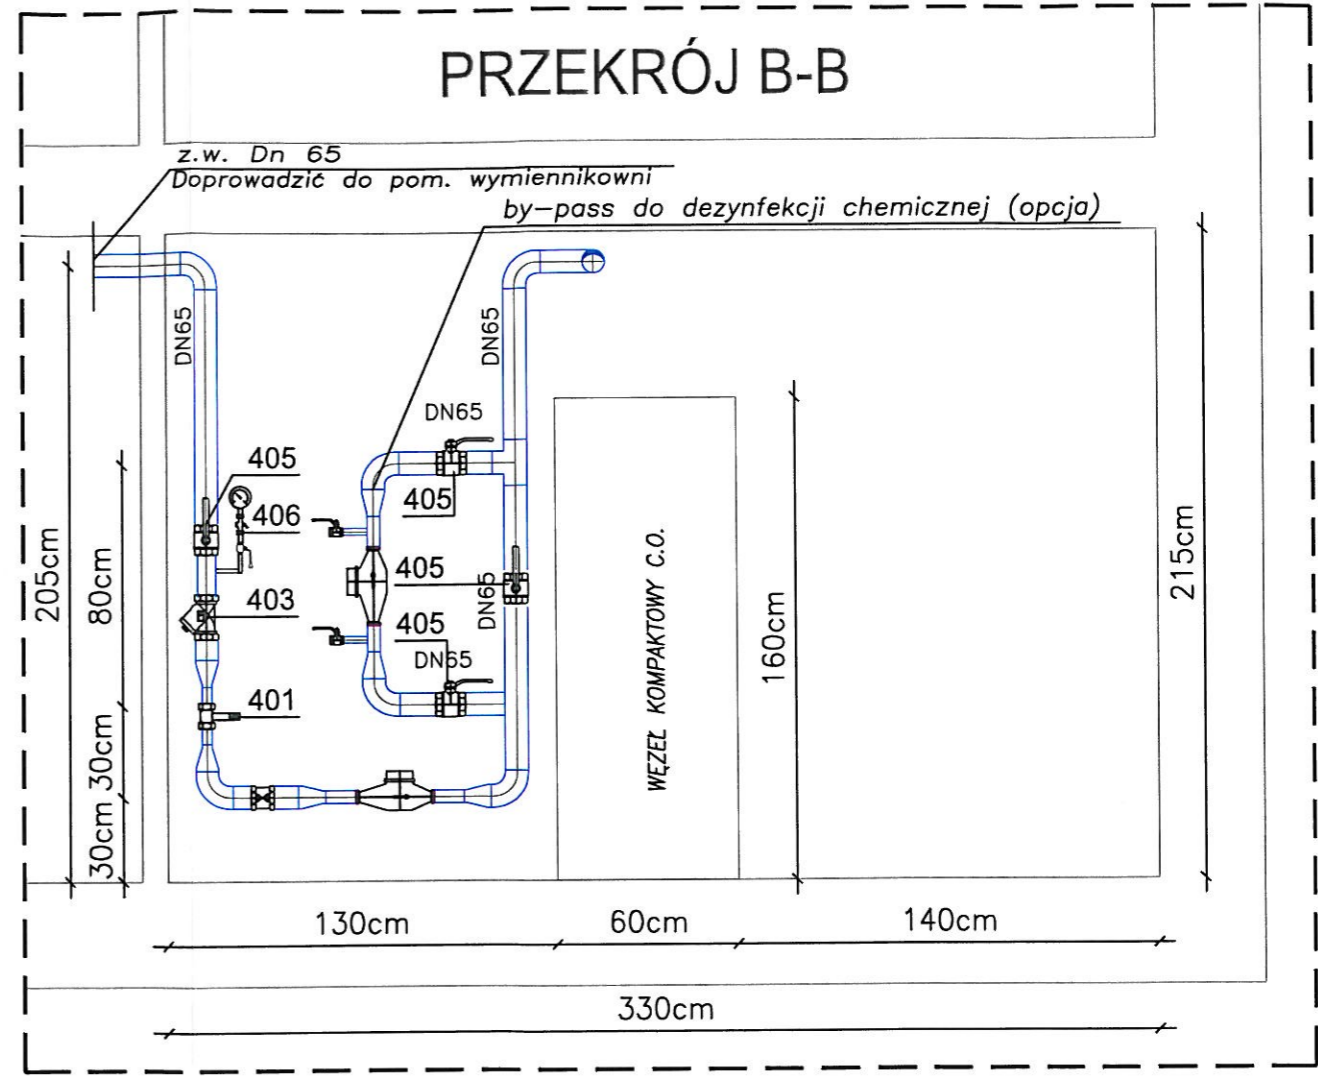 PRZEKRÓJ B-B
z.w. Dn 65
Doprowadzić do pom. wymiennikowni
by-pass do dezynfekcji chemicznej (opcja)
DN65
DN65
DN65
405
405
406
405
403
405
401
DN65
DN65
WĘZEŁ KOMPAKTOWY C.O.
205cm
80cm
30cm
30cm
160cm
215cm
130cm
60cm
140cm
330cm